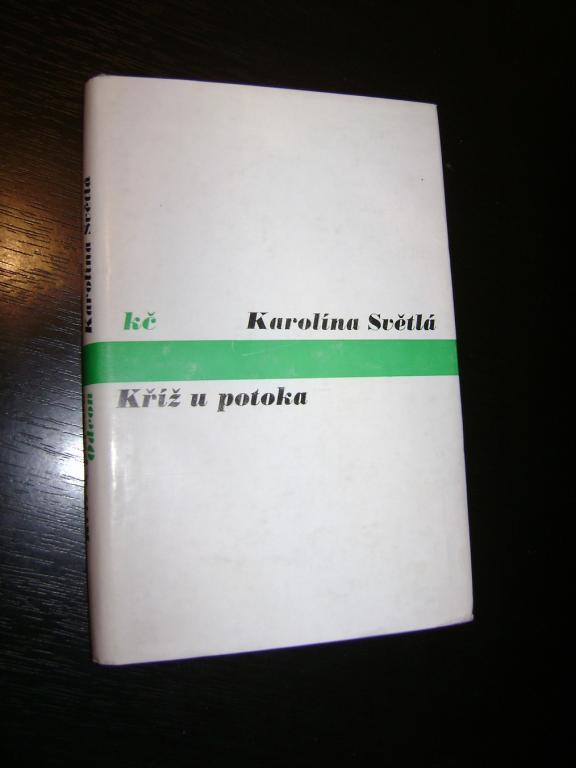 kč Karolína Světlá
Kříž u potoka
Karolína Světlá
Odeon